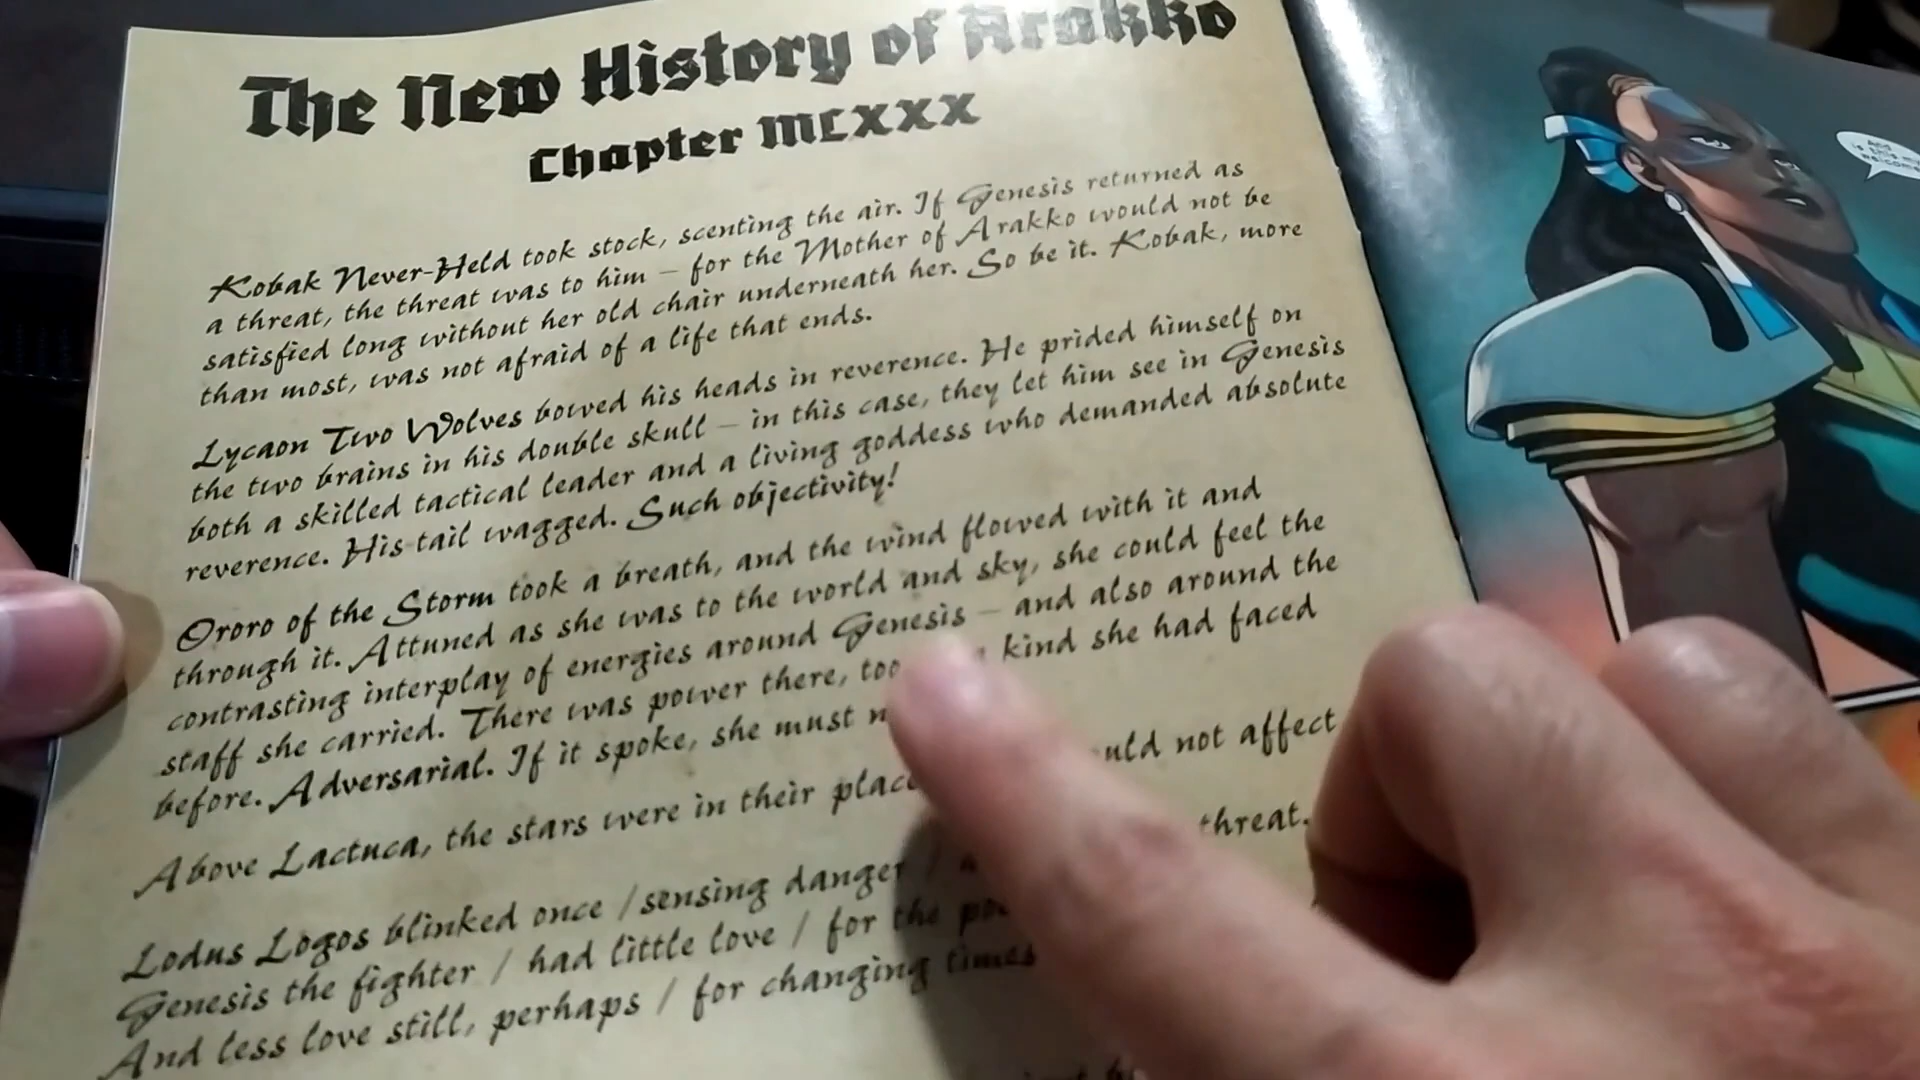 The New History of Arakko
Chapter MCXXX
Kobak Never-Held took stock, scenting the air. If Genesis returned as
a threat, the threat was to him – for the Mother of Arakko would not be
satisfied long without her old chair underneath her. So be it. Kobak, more
than most, was not afraid of a life that ends.
Lycaon Two Wolves bowed his heads in reverence. He prided himself on
the two brains in his double skull – in this case, they let him see in Genesis
both a skilled tactical leader and a living goddess who demanded absolute
reverence. His tail wagged. Such objectivity!
Ororo of the Storm took a breath, and the wind flowed with it and
through it. Attuned as she was to the world and sky, she could feel the
contrasting interplay of energies around Genesis – and also around the
staff she carried. There was power there, too kind she had faced
before. Adversarial. If it spoke, she must
Above Lactuca, the stars were in their not affect
threat.
Lodus Logos blinked once / sensing danger /
Genesis the fighter / had little love / for the
And less love still, perhaps / for changing times